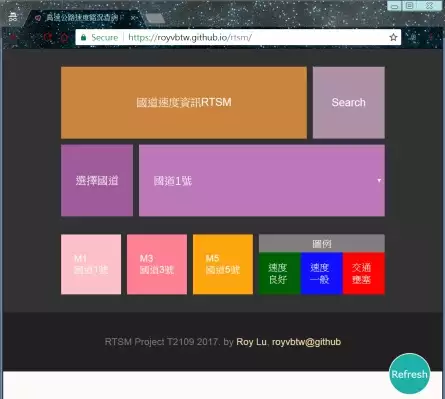 高速公路速度路況查詢
Secure
https://royvbtw.github.io/rtsm/
國道速度資訊RTSM
Search
選擇國道
國道1號
M1
國道1號
M3
國道3號
M5
國道5號
圖例
速度
良好
速度
一般
交通
壅塞
RTSM Project T2109 2017. by Roy Lu, royvbtw@github
Refresh